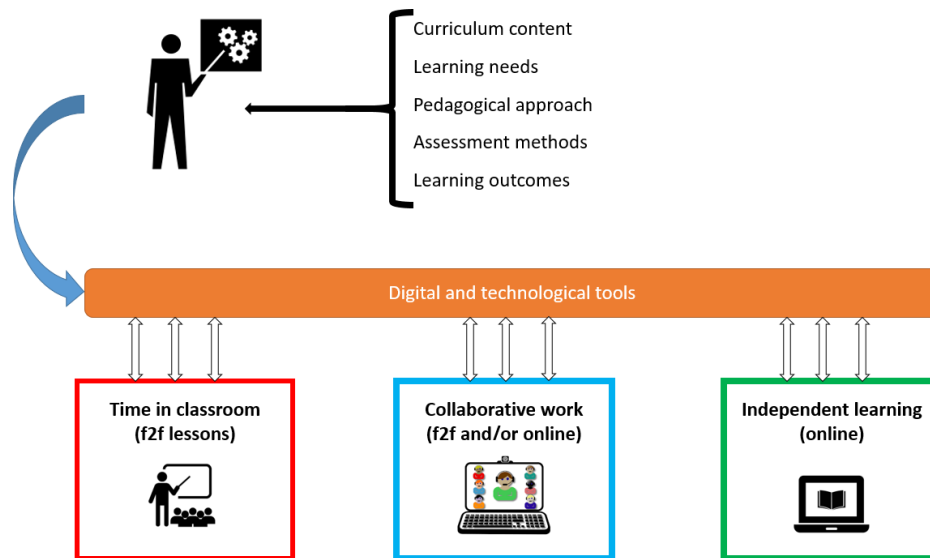 Curriculum content
Learning needs
Pedagogical approach
Assessment methods
Learning outcomes
Digital and technological tools
Time in classroom
(f2f lessons)
Collaborative work
(f2f and/or online)
Independent learning
(online)